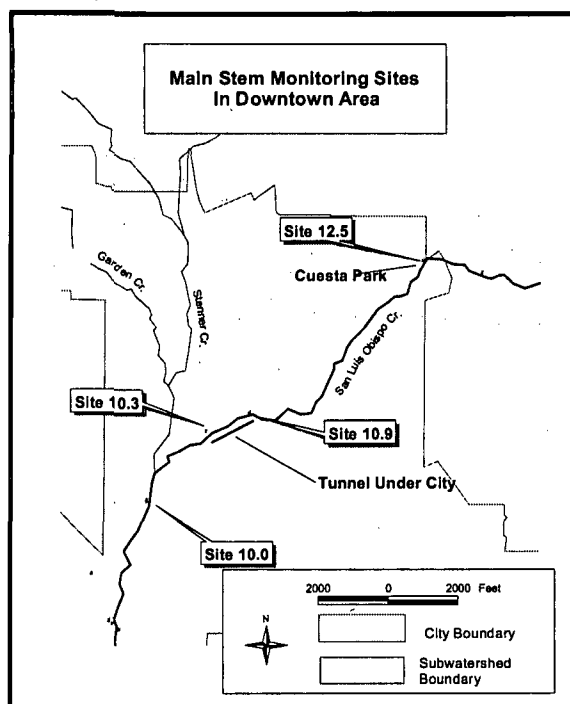 Main Stem Monitoring Sites
In Downtown Area
Site 12.5
Cuesta Park
Garden Cr.
Stenner Cr.
San Luis Obispo Cr.
Site 10.3
Site 10.9
Tunnel Under City
Site 10.0
2000 0 2000 Feet
N
City Boundary
Subwatershed
Boundary